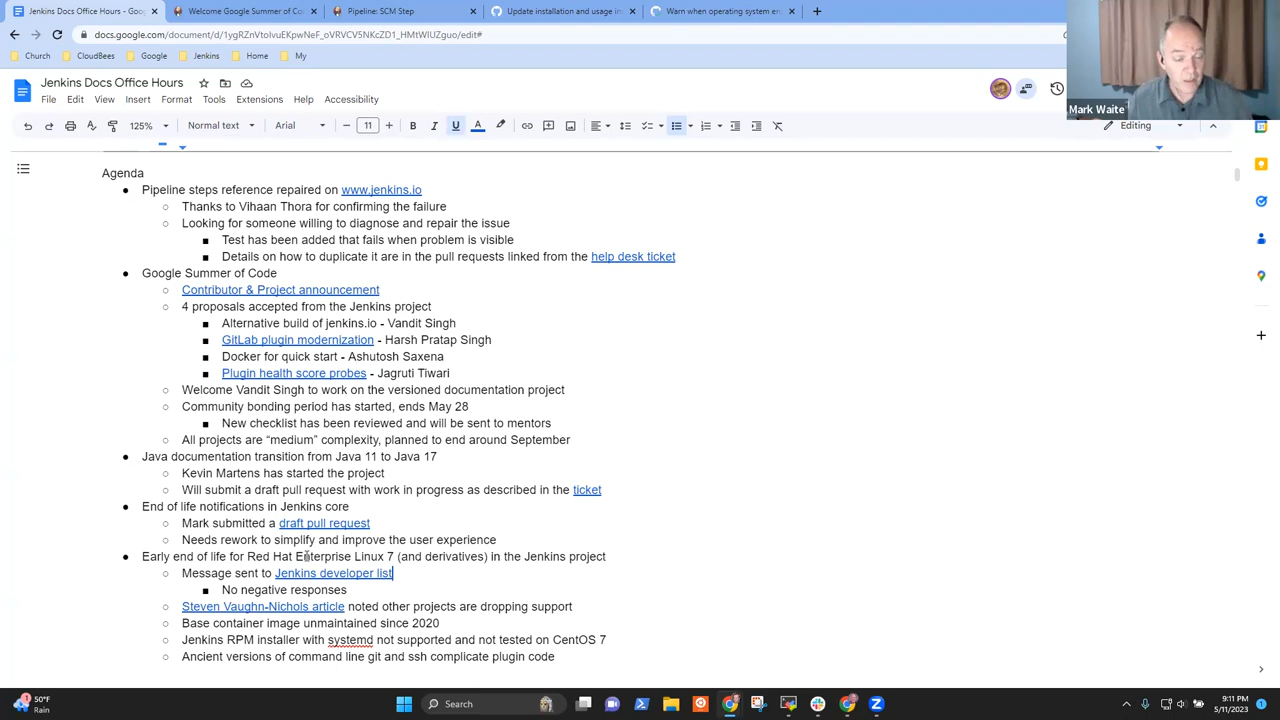 Jenkins Docs Office Hours - Goog
Welcome Google Summer of Co
Pipeline: SCM Step
Update installation and usage in
Warn when operating system en
docs.google.com/document/d/1ygRZnVtoIvuEKpwNeF_oVRVCV5NKcZD1_HMtWIUZguo/edit#
Church
CloudBees
Google
Jenkins
Home
My
Jenkins Docs Office Hours
File Edit View Insert Format Tools Extensions Help Accessibility
125% Normal text Arial 11 Editing
Mark Waite
Agenda
● Pipeline steps reference repaired on www.jenkins.io
○ Thanks to Vihaan Thora for confirming the failure
○ Looking for someone willing to diagnose and repair the issue
■ Test has been added that fails when problem is visible
■ Details on how to duplicate it are in the pull requests linked from the help desk ticket
● Google Summer of Code
○ Contributor & Project announcement
○ 4 proposals accepted from the Jenkins project
■ Alternative build of jenkins.io - Vandit Singh
■ GitLab plugin modernization - Harsh Pratap Singh
■ Docker for quick start - Ashutosh Saxena
■ Plugin health score probes - Jagruti Tiwari
○ Welcome Vandit Singh to work on the versioned documentation project
○ Community bonding period has started, ends May 28
■ New checklist has been reviewed and will be sent to mentors
○ All projects are “medium” complexity, planned to end around September
● Java documentation transition from Java 11 to Java 17
○ Kevin Martens has started the project
○ Will submit a draft pull request with work in progress as described in the ticket
● End of life notifications in Jenkins core
○ Mark submitted a draft pull request
○ Needs rework to simplify and improve the user experience
● Early end of life for Red Hat Enterprise Linux 7 (and derivatives) in the Jenkins project
○ Message sent to Jenkins developer list
■ No negative responses
○ Steven Vaughn-Nichols article noted other projects are dropping support
○ Base container image unmaintained since 2020
○ Jenkins RPM installer with systemd not supported and not tested on CentOS 7
○ Ancient versions of command line git and ssh complicate plugin code
1
50°F
Rain
Search
9:11 PM
5/11/2023